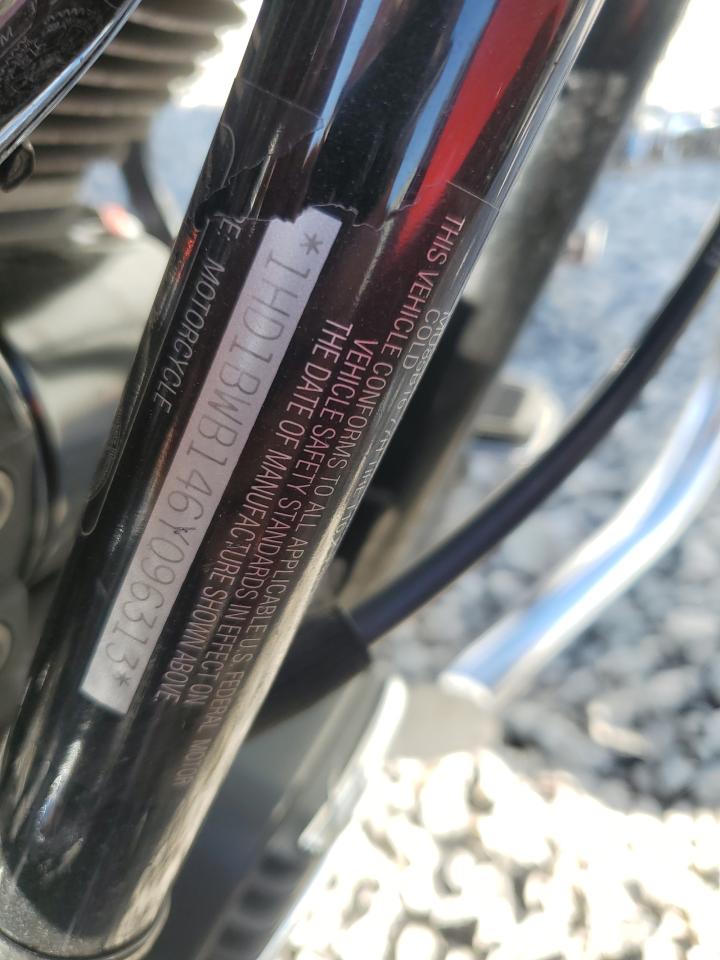 COLD
THIS VEHICLE CONFORMS TO ALL APPLICABLE U.S. FEDERAL MOTOR
VEHICLE SAFETY STANDARDS IN EFFECT ON
THE DATE OF MANUFACTURE SHOWN ABOVE.
*1HD1BWB146Y096313*
E: MOTORCYCLE